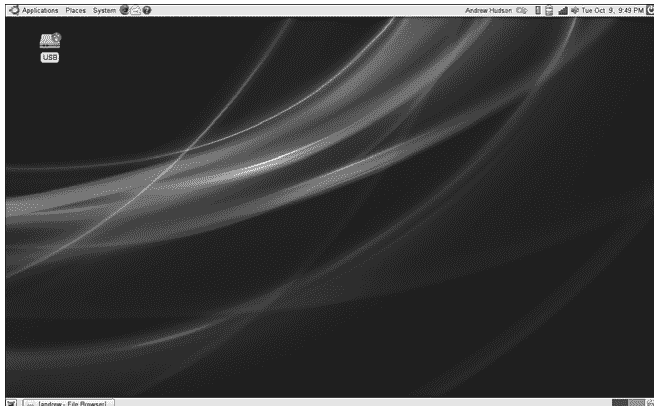 Applications Places System
Andrew Hudson
Tue Oct 9, 9:49 PM
USB
[andrew - File Browser]